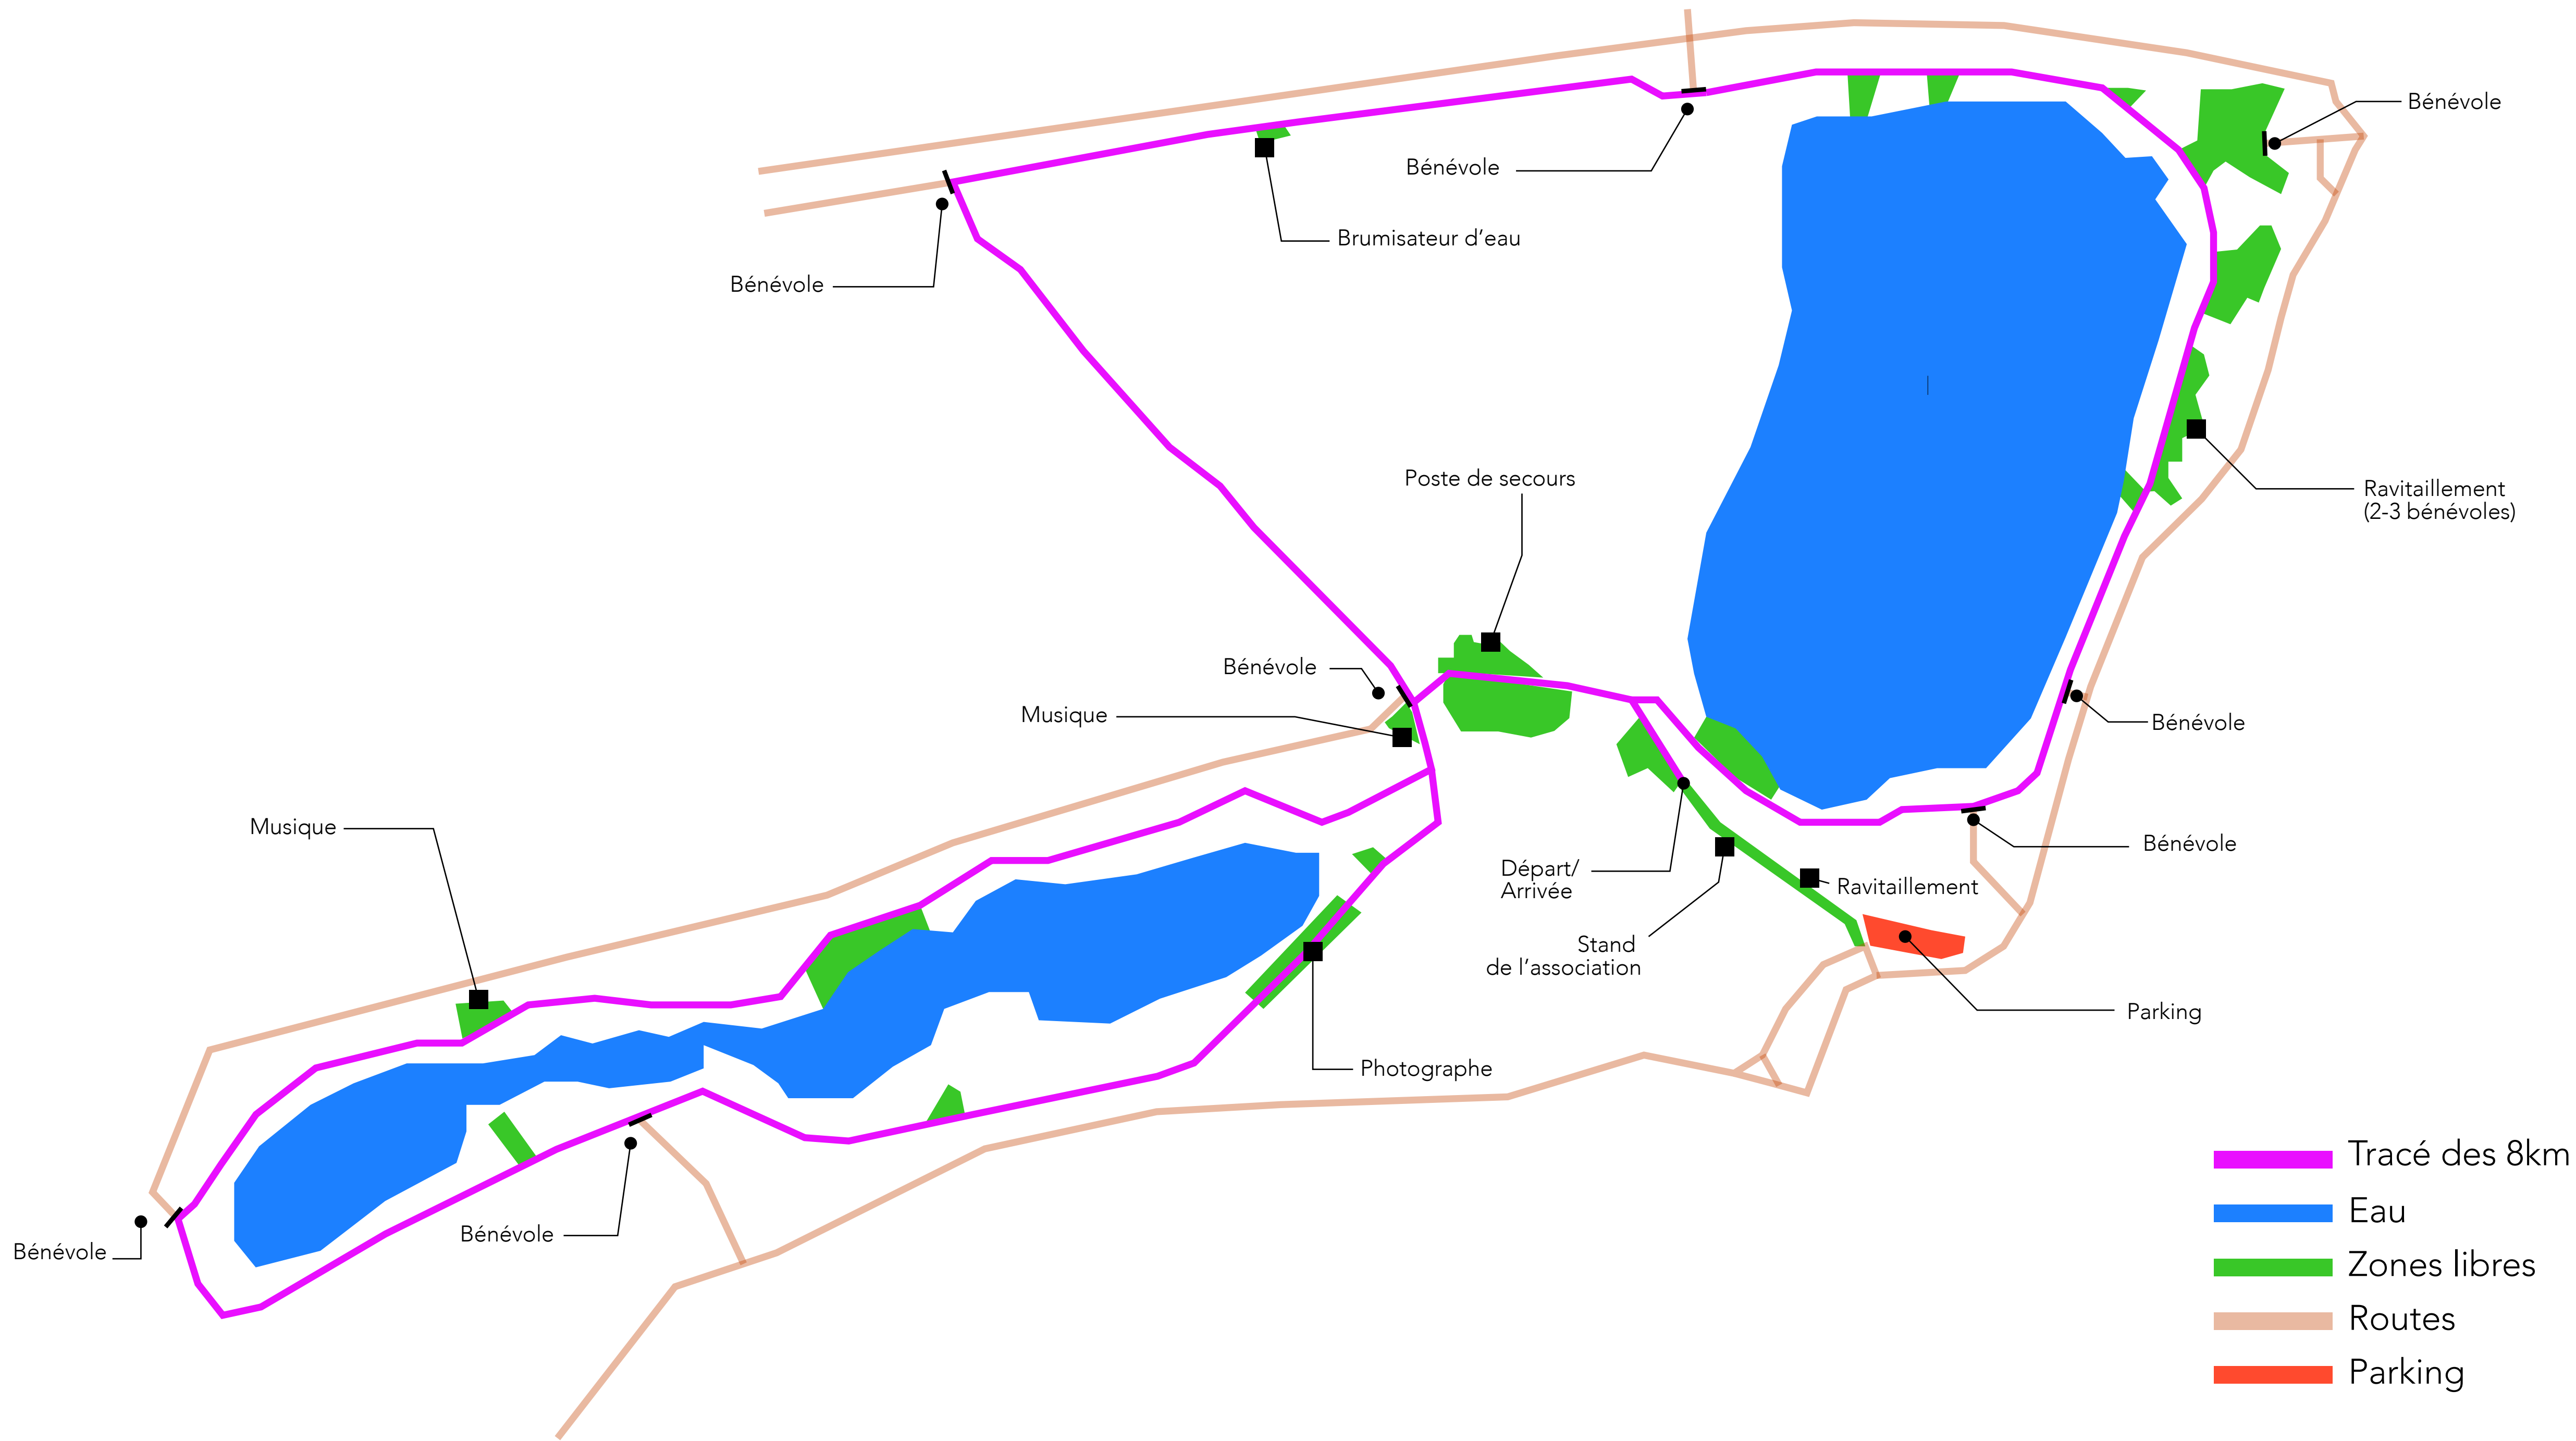 Bénévole
Bénévole
Brumisateur d’eau
Bénévole
Poste de secours
Ravitaillement
(2-3 bénévoles)
Bénévole
Musique
Bénévole
Musique
Bénévole
Départ/
Arrivée
Ravitaillement
Stand
de l’association
Parking
Photographe
Bénévole
Bénévole
Tracé des 8km
Eau
Zones libres
Routes
Parking